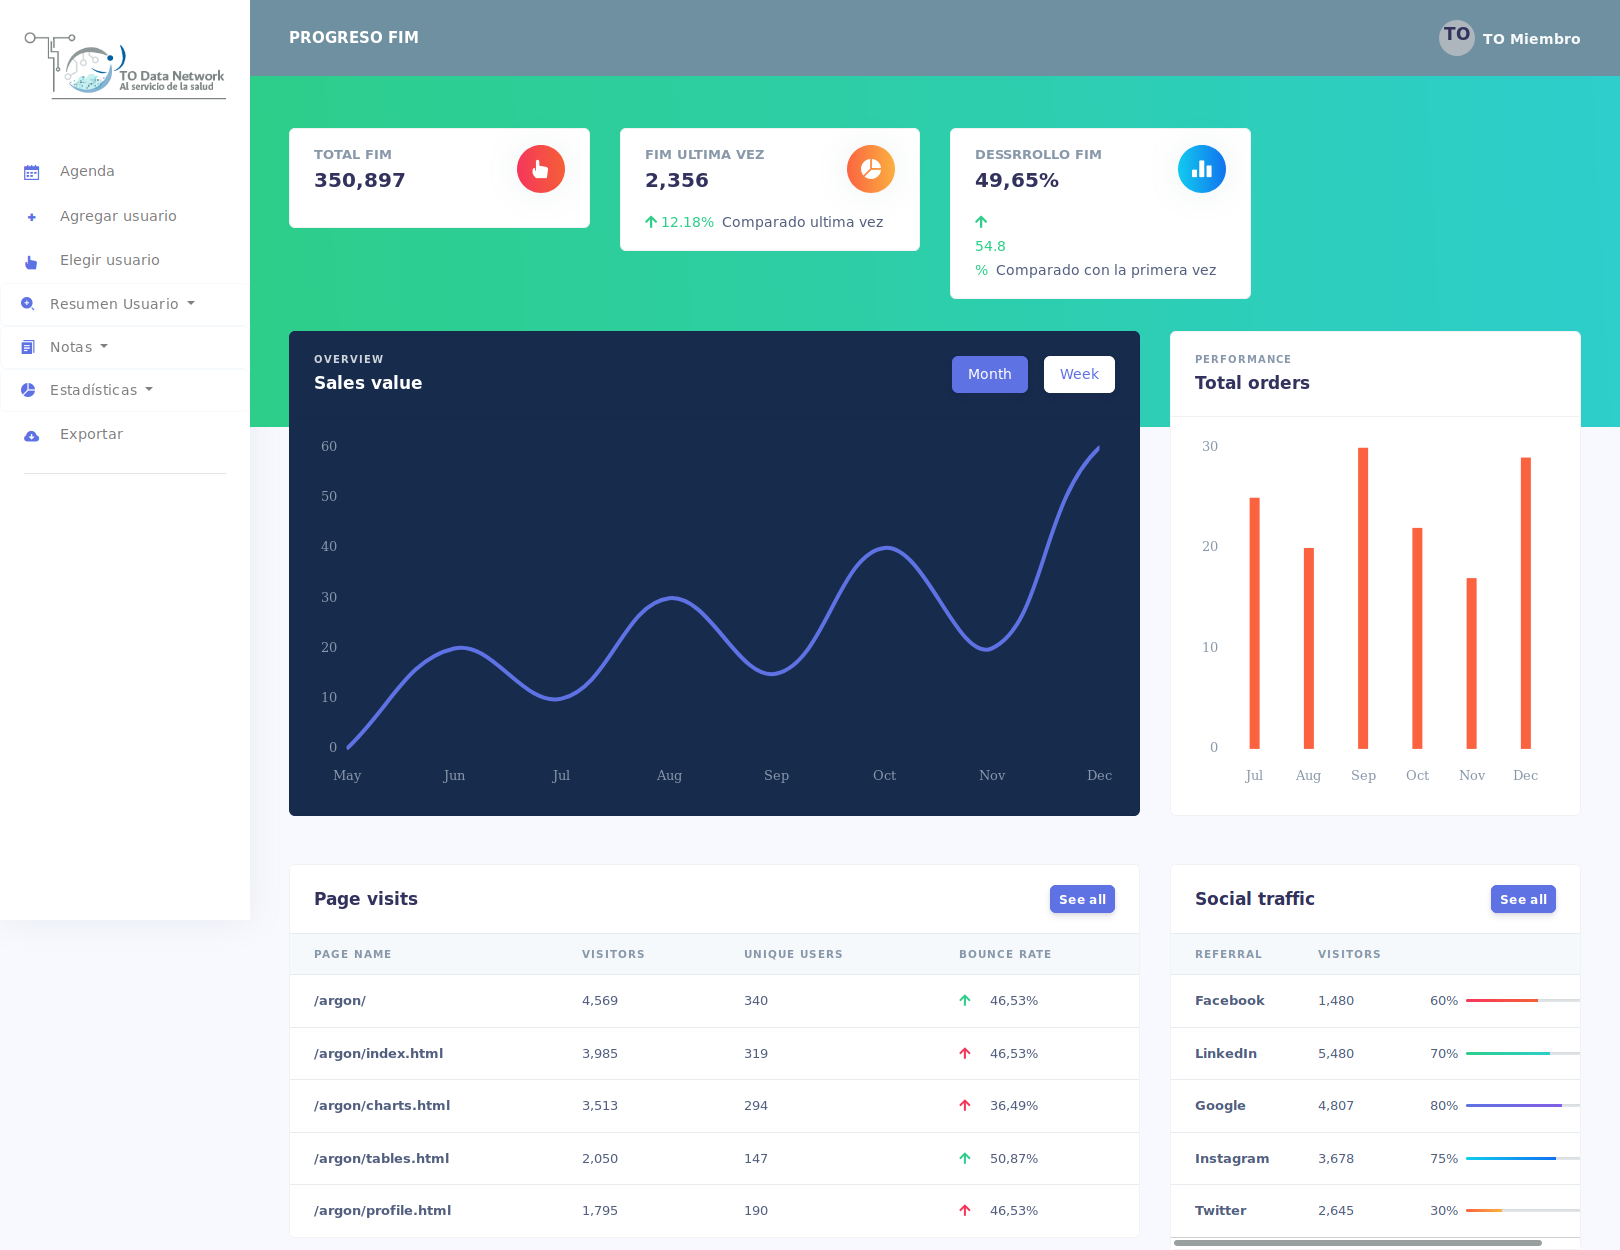 TO Data Network
Al servicio de la salud
Agenda
Agregar usuario
Elegir usuario
Resumen Usuario
Notas
Estadísticas
Exportar
PROGRESO FIM
TO TO Miembro
TOTAL FIM
350,897
FIM ULTIMA VEZ
2,356
12.18% Comparado ultima vez
DESSRROLLO FIM
49,65%
54.8
% Comparado con la primera vez
OVERVIEW
Sales value
Month Week
60
50
40
30
20
10
0
May Jun Jul Aug Sep Oct Nov Dec
PERFORMANCE
Total orders
30
20
10
0
Jul Aug Sep Oct Nov Dec
Page visits See all
PAGE NAME VISITORS UNIQUE USERS BOUNCE RATE
/argon/ 4,569 340 46,53%
/argon/index.html 3,985 319 46,53%
/argon/charts.html 3,513 294 36,49%
/argon/tables.html 2,050 147 50,87%
/argon/profile.html 1,795 190 46,53%
Social traffic See all
REFERRAL VISITORS
Facebook 1,480 60%
LinkedIn 5,480 70%
Google 4,807 80%
Instagram 3,678 75%
Twitter 2,645 30%